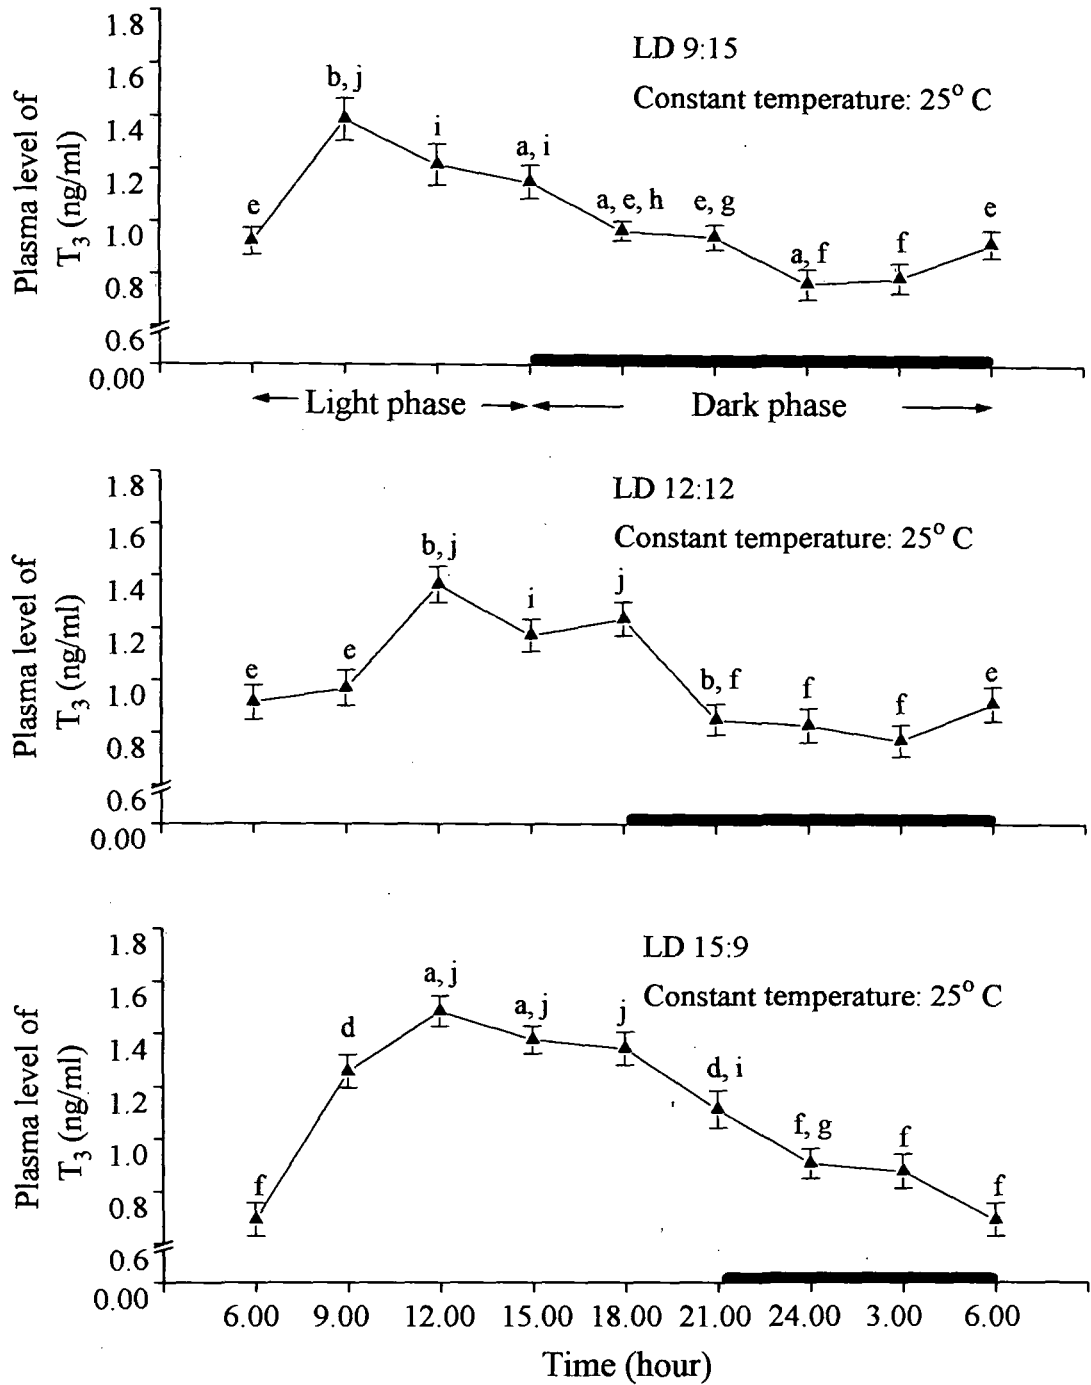 1.8
1.6
1.4
1.2
1.0
0.8
0.6
0.00
Plasma level of
T3 (ng/ml)
LD 9:15
Constant temperature: 25° C
e
b, j
i
a, i
a, e, h
e, g
a, f
f
e
Light phase
Dark phase
1.8
1.6
1.4
1.2
1.0
0.8
0.6
0.00
Plasma level of
T3 (ng/ml)
LD 12:12
Constant temperature: 25° C
e
e
b, j
i
j
b, f
f
f
e
1.8
1.6
1.4
1.2
1.0
0.8
0.6
0.00
Plasma level of
T3 (ng/ml)
LD 15:9
Constant temperature: 25° C
f
d
a, j
a, j
j
d, i
f, g
f
f
6.00 9.00 12.00 15.00 18.00 21.00 24.00 3.00 6.00
Time (hour)